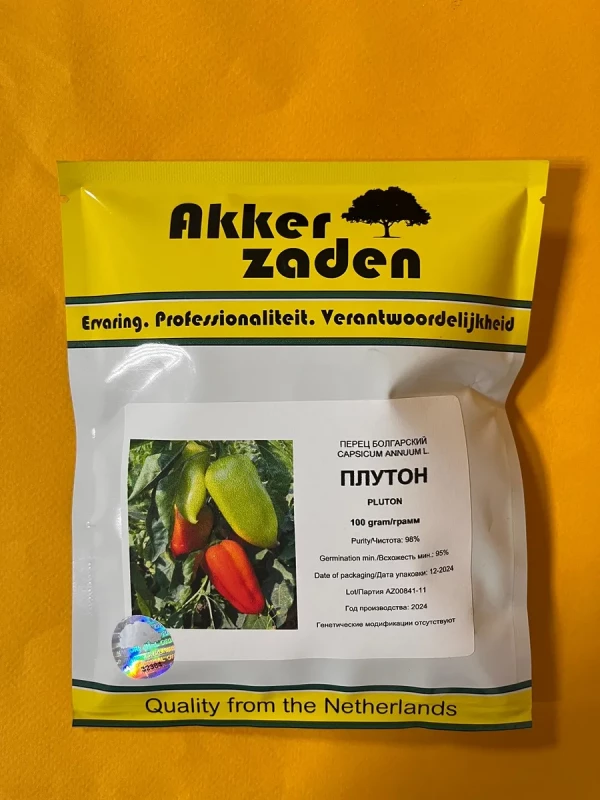 Akker
zaden
Ervaring. Professionaliteit. Verantwoordelijkheid
ПЕРЕЦ БОЛГАРСКИЙ
CAPSICUM ANNUUM L.
ПЛУТОН
PLUTON
100 gram/грамм
Purity/Чистота: 98%
Germination min./Всхожесть мин.: 95%
Date of packaging/Дата упаковки: 12-2024
Lot/Партия AZ00841-11
Год производства: 2024
Генетические модификации отсутствуют
Quality from the Netherlands